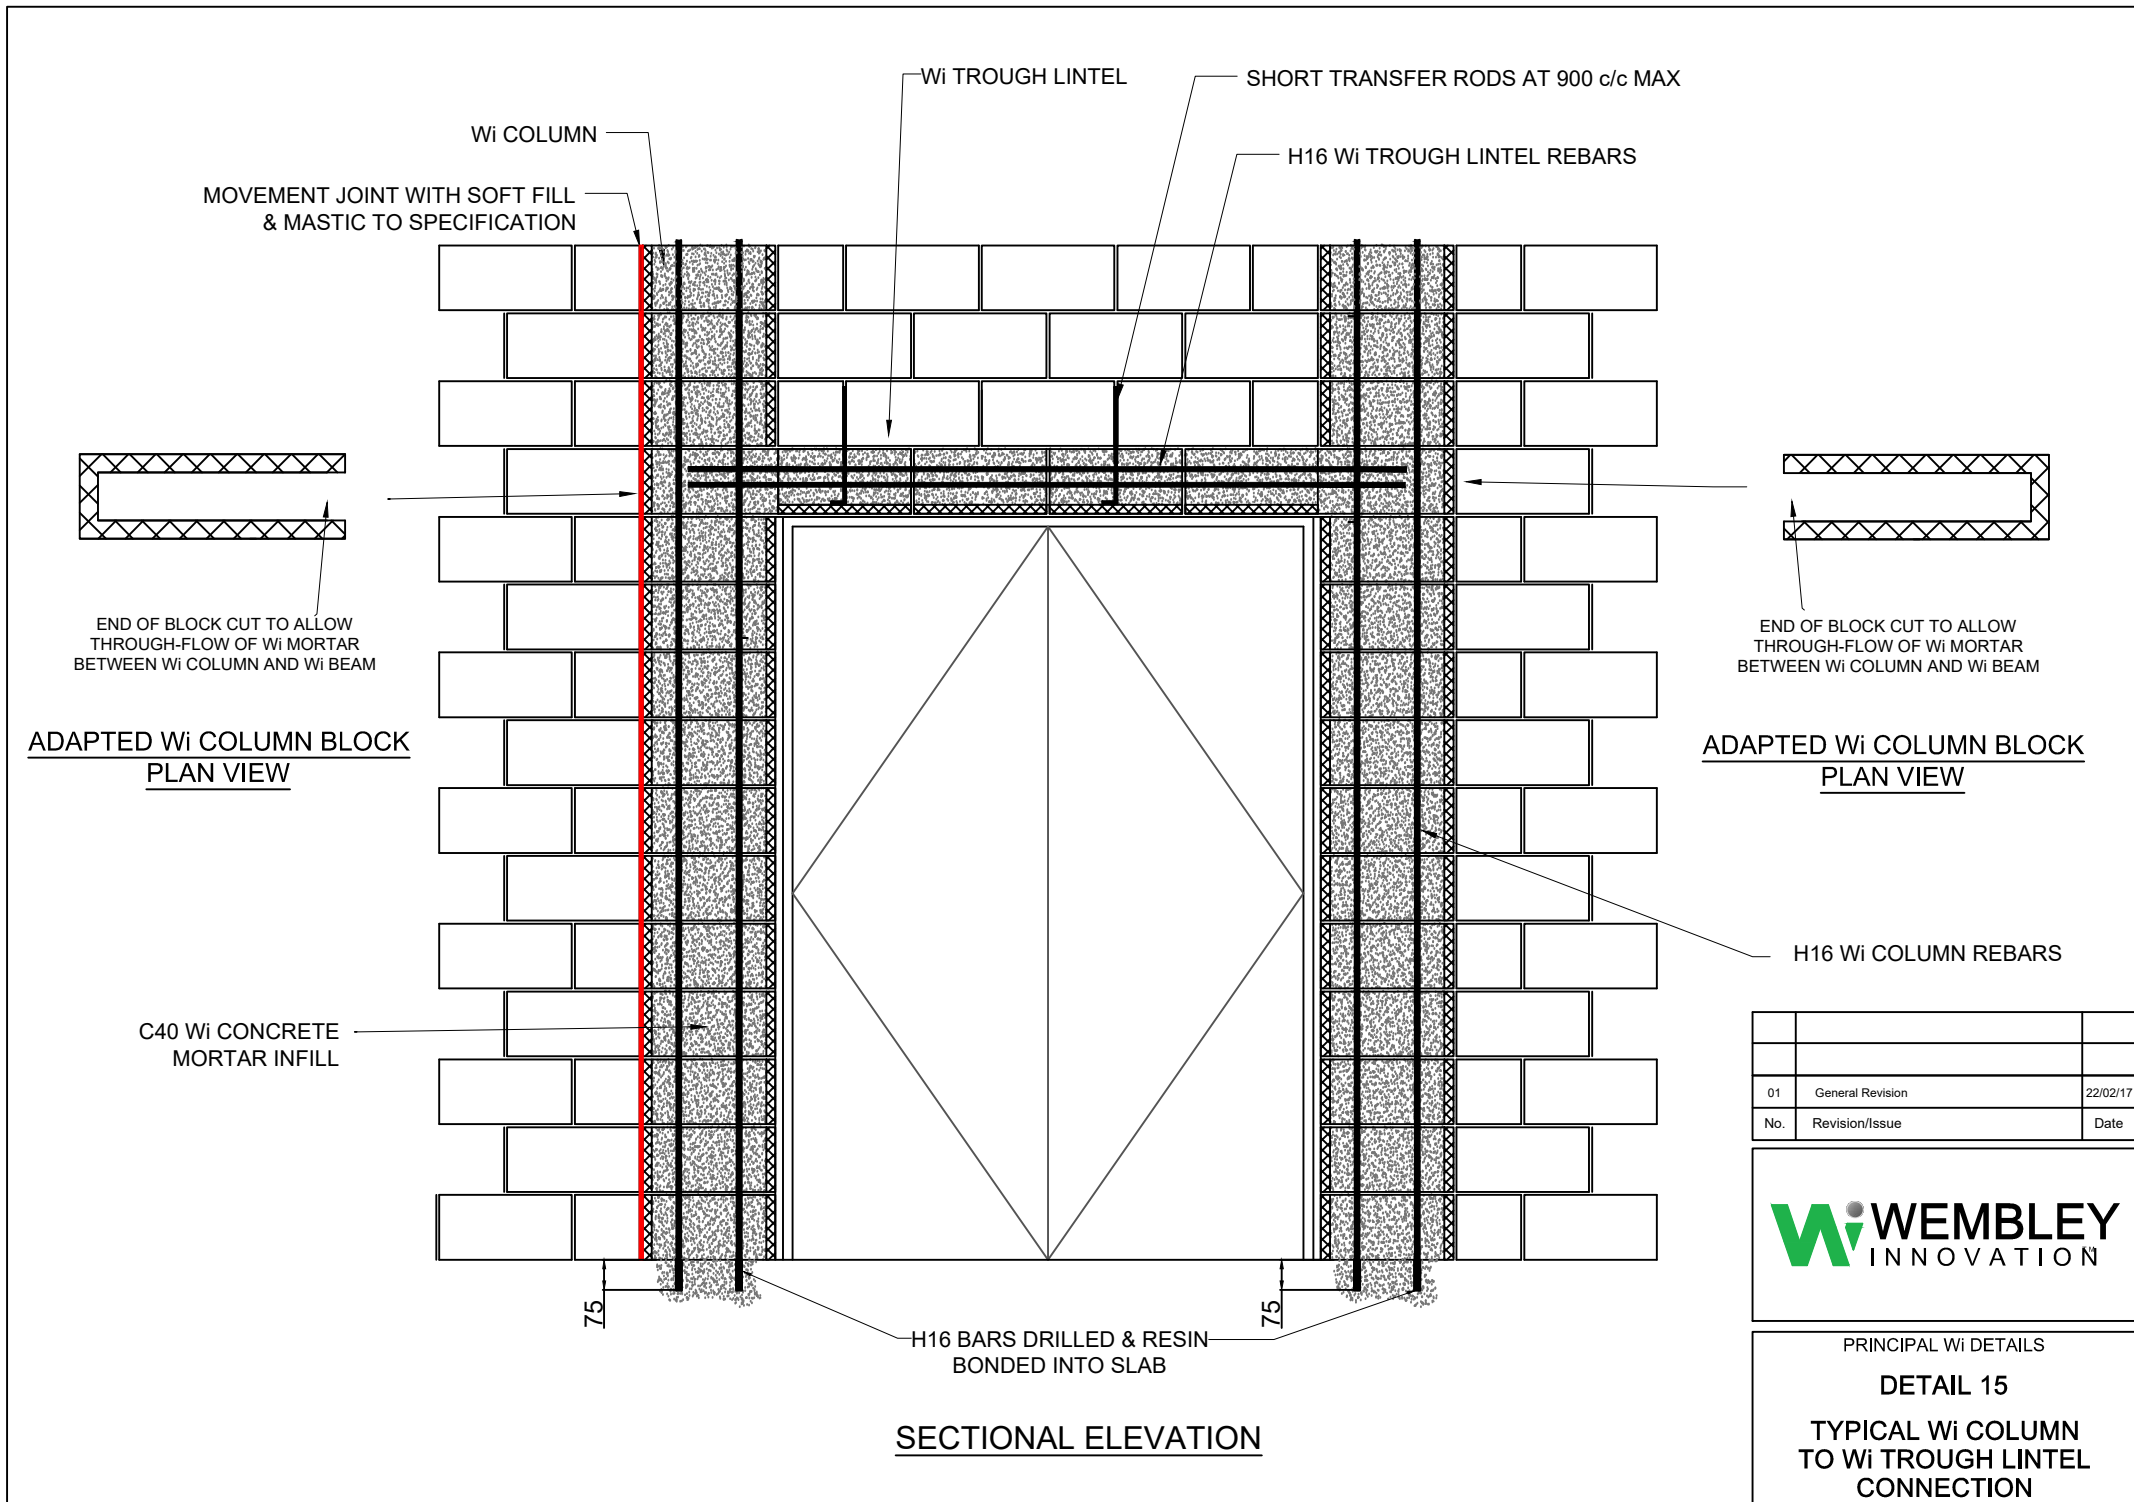 Wi TROUGH LINTEL
SHORT TRANSFER RODS AT 900 c/c MAX
Wi COLUMN
H16 Wi TROUGH LINTEL REBARS
MOVEMENT JOINT WITH SOFT FILL
& MASTIC TO SPECIFICATION
END OF BLOCK CUT TO ALLOW
THROUGH-FLOW OF Wi MORTAR
BETWEEN Wi COLUMN AND Wi BEAM
ADAPTED Wi COLUMN BLOCK
PLAN VIEW
END OF BLOCK CUT TO ALLOW
THROUGH-FLOW OF Wi MORTAR
BETWEEN Wi COLUMN AND Wi BEAM
ADAPTED Wi COLUMN BLOCK
PLAN VIEW
H16 Wi COLUMN REBARS
C40 Wi CONCRETE
MORTAR INFILL
75
75
H16 BARS DRILLED & RESIN
BONDED INTO SLAB
SECTIONAL ELEVATION
01 General Revision 22/02/17
No. Revision/Issue Date
Wi WEMBLEY
INNOVATION
PRINCIPAL Wi DETAILS
DETAIL 15
TYPICAL Wi COLUMN
TO Wi TROUGH LINTEL
CONNECTION